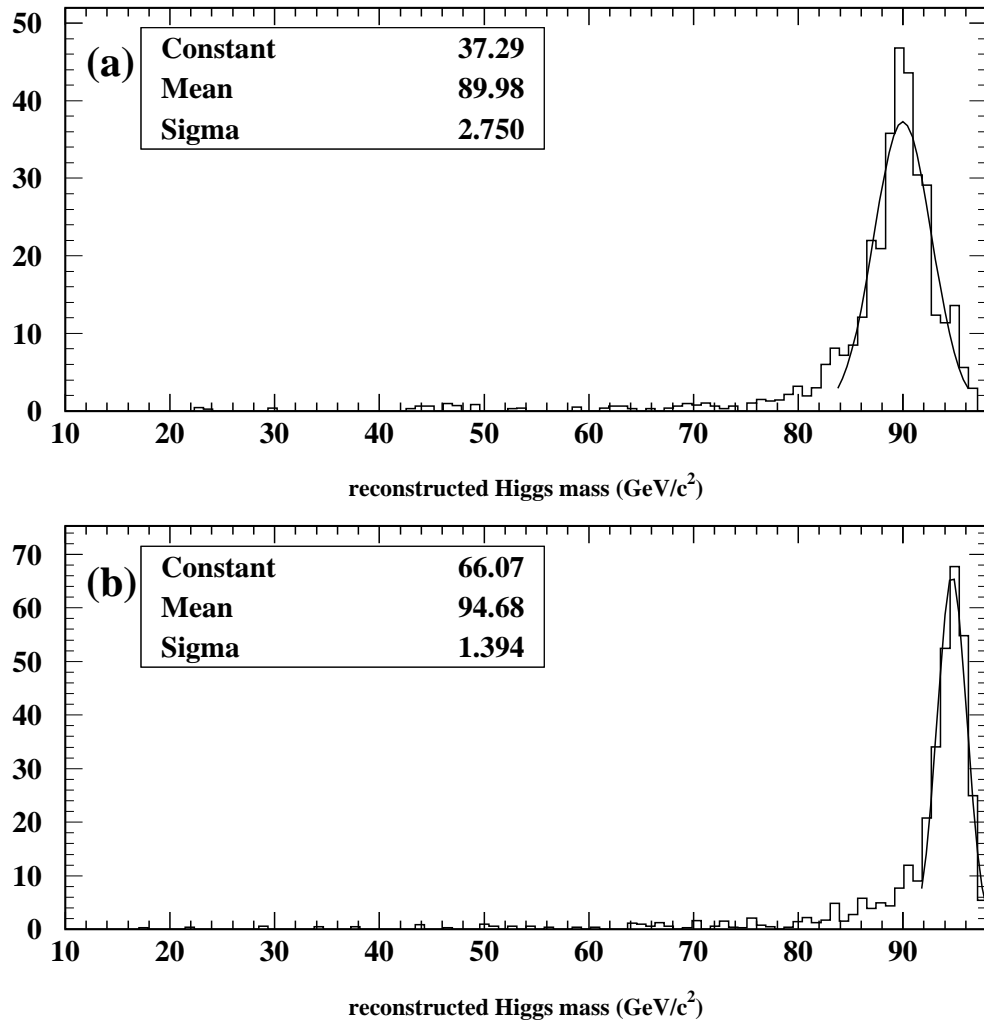 50
40
30
20
10
0
(a)
Constant 37.29
Mean 89.98
Sigma 2.750
10 20 30 40 50 60 70 80 90
reconstructed Higgs mass (GeV/c²)
70
60
50
40
30
20
10
0
(b)
Constant 66.07
Mean 94.68
Sigma 1.394
10 20 30 40 50 60 70 80 90
reconstructed Higgs mass (GeV/c²)